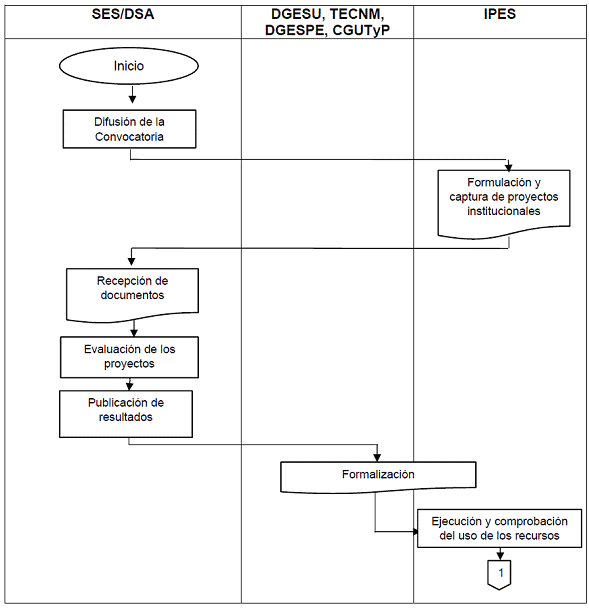 SES/DSA
DGESU, TECNM,
DGESPE, CGUTyP
IPES
Inicio
Difusión de la
Convocatoria
Formulación y
captura de proyectos
institucionales
Recepción de
documentos
Evaluación de los
proyectos
Publicación de
resultados
Formalización
Ejecución y comprobación
del uso de los recursos
1